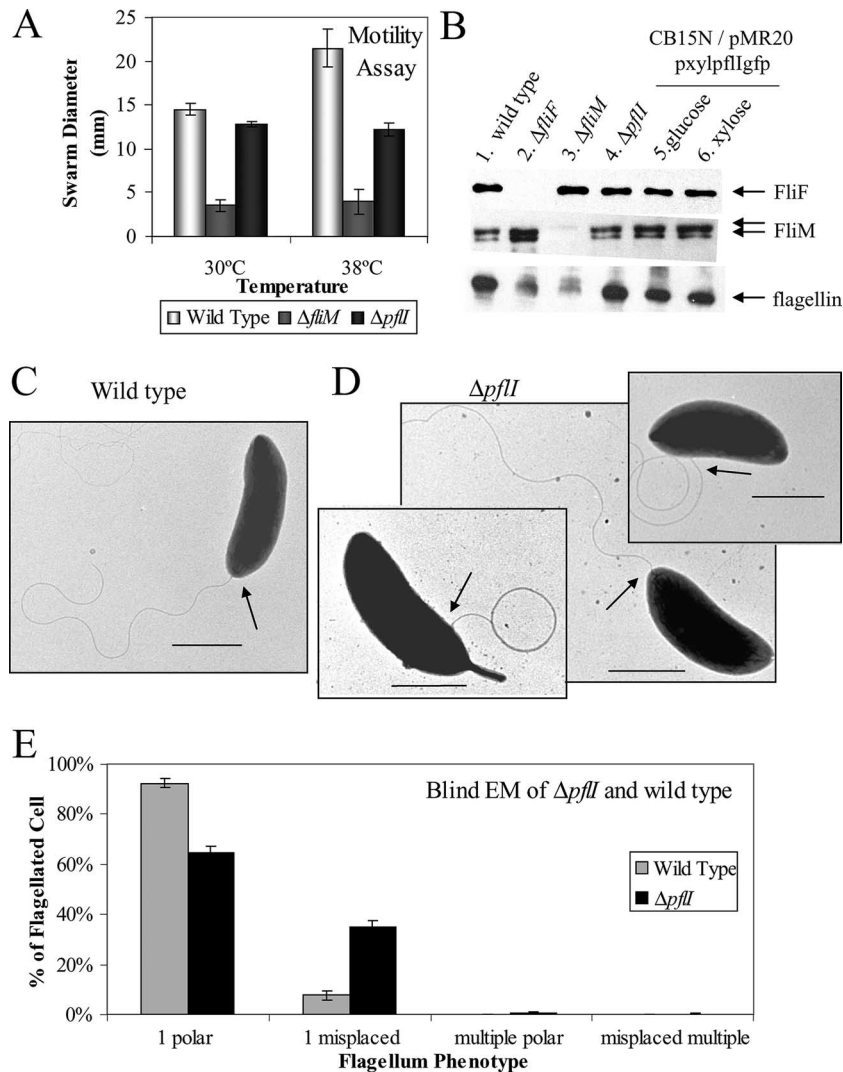 A
Motility
Assay
Swarm Diameter
(mm)
25
20
15
10
5
0
30ºC
38ºC
Temperature
Wild Type
ΔfliM
ΔpflI
B
CB15N / pMR20
pxylpflIgfp
1. wild type
2. ΔfliF
3. ΔfliM
4. ΔpflI
5.glucose
6. xylose
FliF
FliM
flagellin
C
Wild type
D
ΔpflI
E
Blind EM of ΔpflI and wild type
% of Flagellated Cell
100%
80%
60%
40%
20%
0%
Wild Type
ΔpflI
1 polar
1 misplaced
multiple polar
misplaced multiple
Flagellum Phenotype